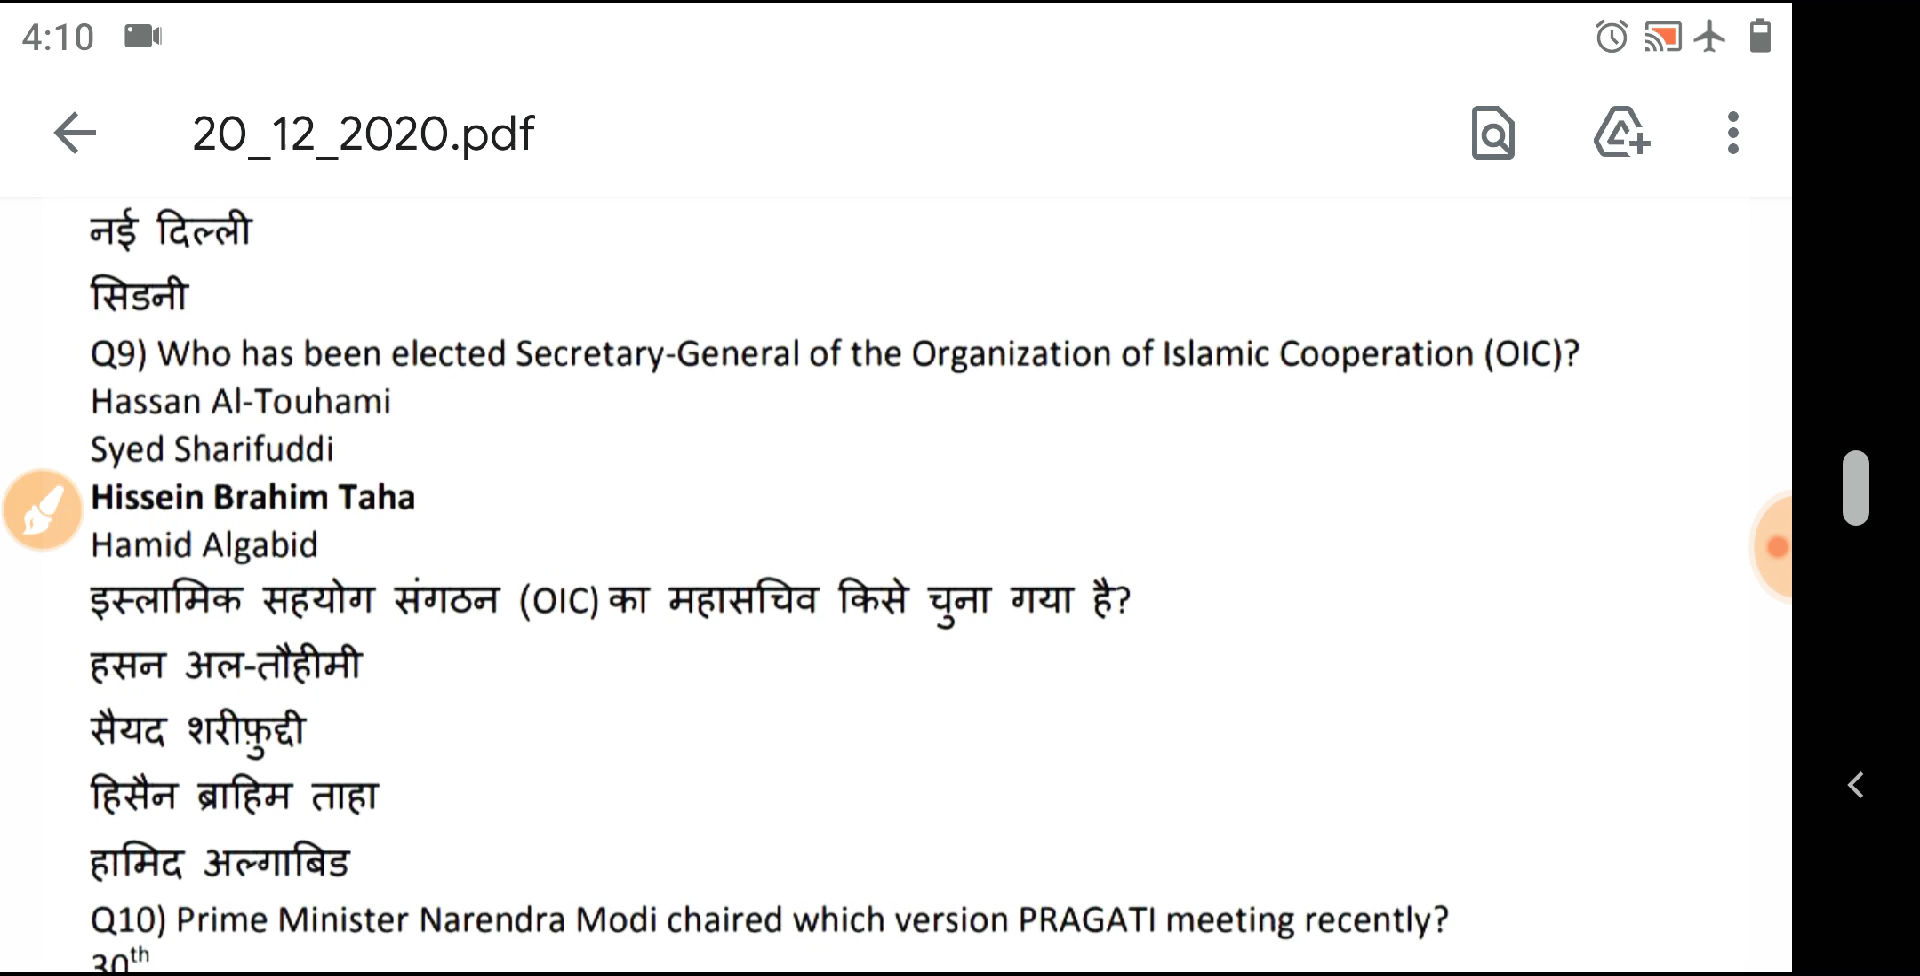 4:10
20_12_2020.pdf
नई दिल्ली
सिडनी
Q9) Who has been elected Secretary-General of the Organization of Islamic Cooperation (OIC)?
Hassan Al-Touhami
Syed Sharifuddi
Hissein Brahim Taha
Hamid Algabid
इस्लामिक सहयोग संगठन (OIC) का महासचिव किसे चुना गया है?
हसन अल-तौहीमी
सैयद शरीफ़ुद्दी
हिसैन ब्राहिम ताहा
हामिद अल्गाबिड
Q10) Prime Minister Narendra Modi chaired which version PRAGATI meeting recently?
30th